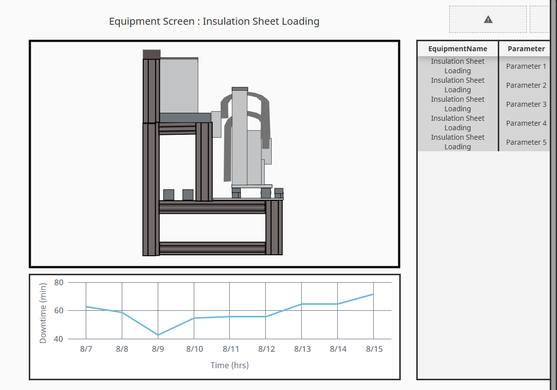 Equipment Screen : Insulation Sheet Loading
EquipmentName Parameter
Insulation Sheet
Loading
Parameter 1
Insulation Sheet
Loading
Parameter 2
Insulation Sheet
Loading
Parameter 3
Insulation Sheet
Loading
Parameter 4
Insulation Sheet
Loading
Parameter 5
Downtime (min)
80
60
40
8/7 8/8 8/9 8/10 8/11 8/12 8/13 8/14 8/15
Time (hrs)